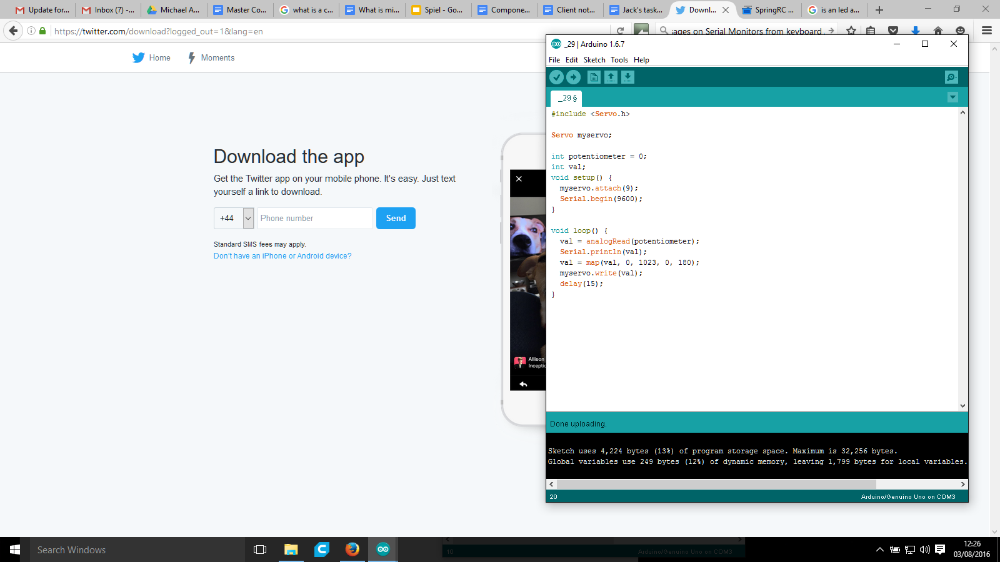 Update for...
Inbox (7) -...
Michael A...
Master Co...
what is a c...
What is mi...
Spiel - Go...
Compone...
Client not...
Jack's task...
Downl...
SpringRC ...
is an led a...
https://twitter.com/download?logged_out=1&lang=en
ages on Serial Monitors from keyboard
Home
Moments
Download the app
Get the Twitter app on your mobile phone. It's easy. Just text
yourself a link to download.
+44
Phone number
Send
Standard SMS fees may apply.
Don't have an iPhone or Android device?
Allison
Inceptio
_29 | Arduino 1.6.7
File Edit Sketch Tools Help
_29 §
#include <Servo.h>
Servo myservo;
int potentiometer = 0;
int val;
void setup() {
myservo.attach(9);
Serial.begin(9600);
}
void loop() {
val = analogRead(potentiometer);
Serial.println(val);
val = map(val, 0, 1023, 0, 180);
myservo.write(val);
delay(15);
}
Done uploading.
Sketch uses 4,224 bytes (13%) of program storage space. Maximum is 32,256 bytes.
Global variables use 249 bytes (12%) of dynamic memory, leaving 1,799 bytes for local variables.
20
Arduino/Genuino Uno on COM3
10
Arduino/Genuino Uno on COM3
Search Windows
12:26
03/08/2016